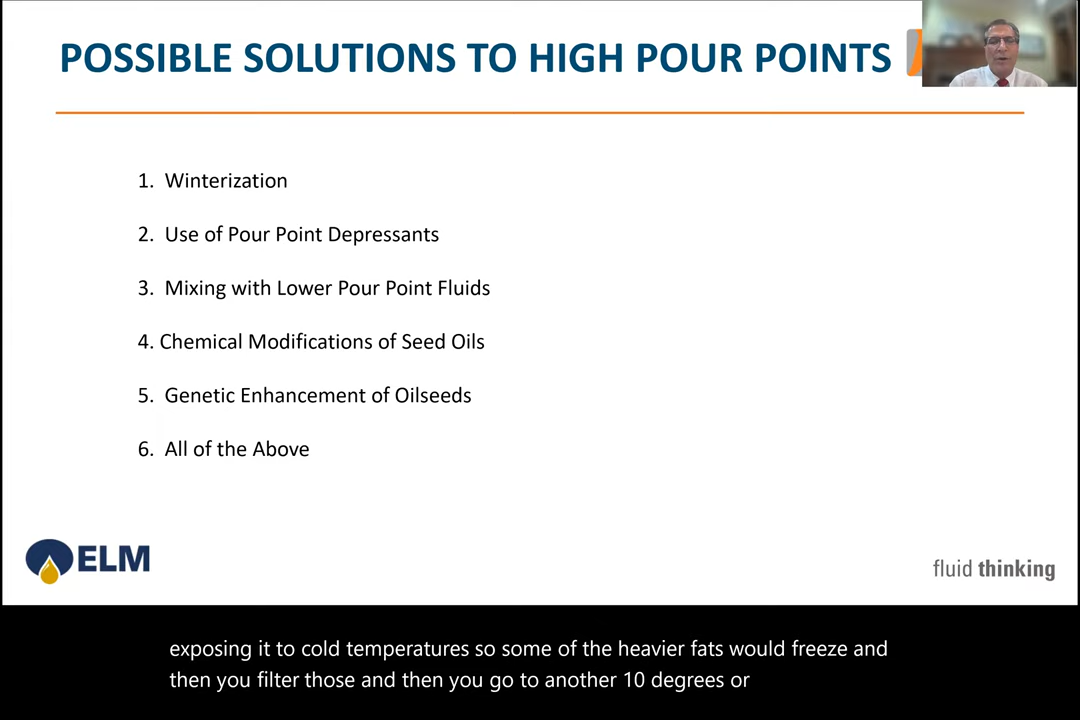 POSSIBLE SOLUTIONS TO HIGH POUR POINTS
1. Winterization
2. Use of Pour Point Depressants
3. Mixing with Lower Pour Point Fluids
4. Chemical Modifications of Seed Oils
5. Genetic Enhancement of Oilseeds
6. All of the Above
ELM
fluid thinking
exposing it to cold temperatures so some of the heavier fats would freeze and
then you filter those and then you go to another 10 degrees or